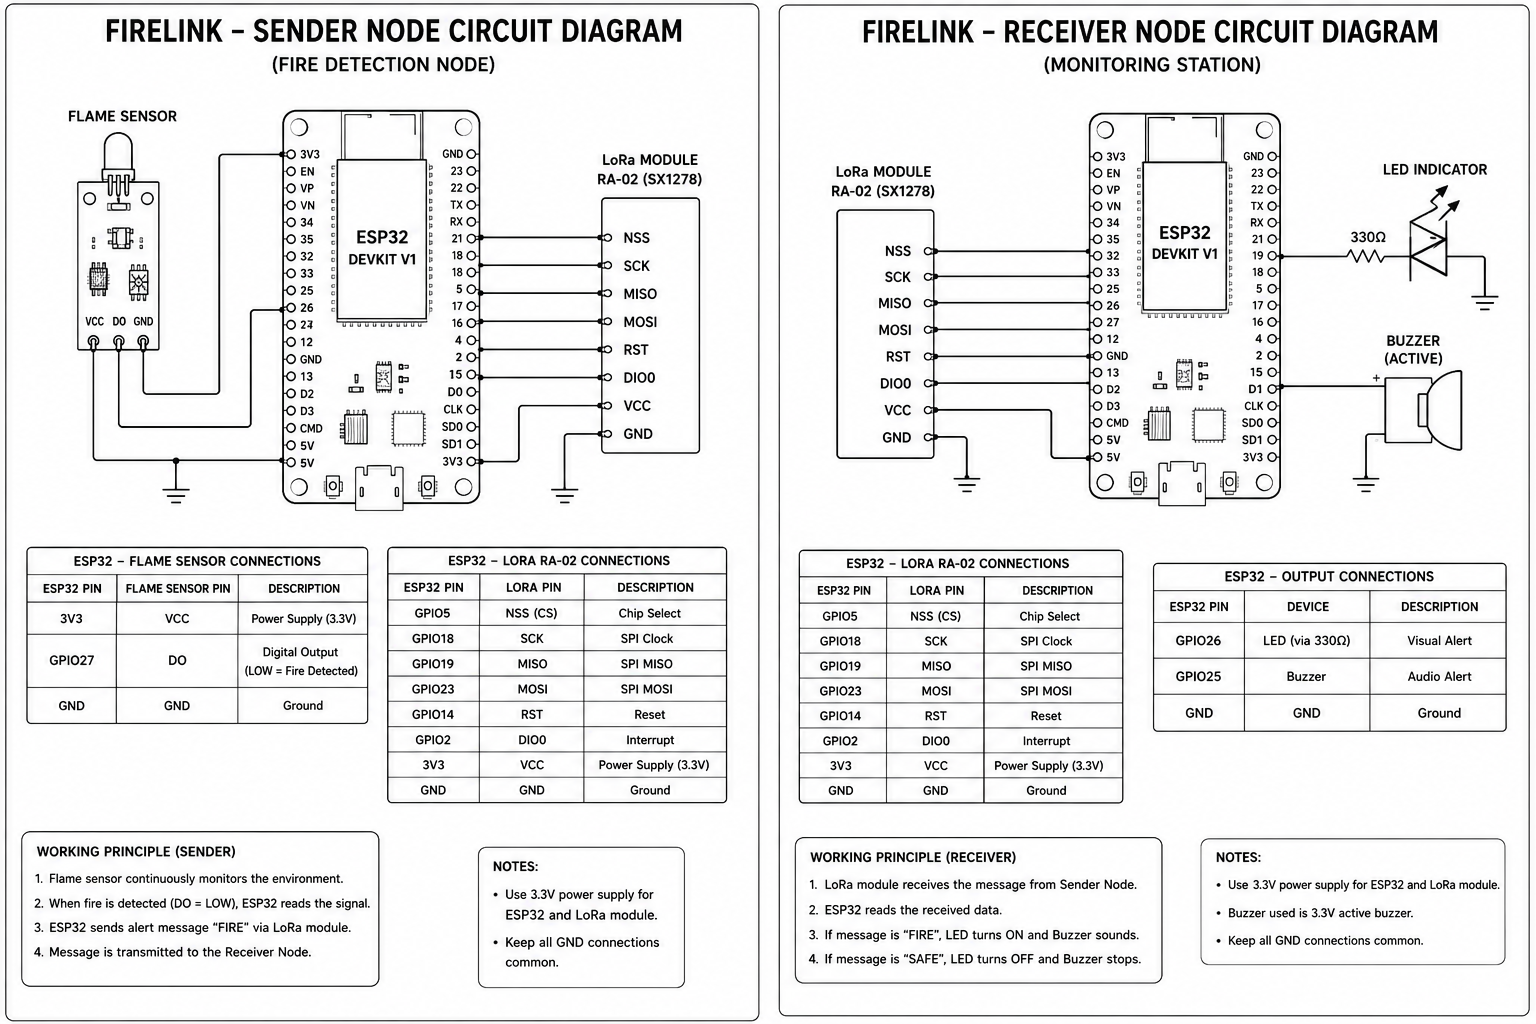 FIRELINK – SENDER NODE CIRCUIT DIAGRAM
(FIRE DETECTION NODE)
FLAME SENSOR
VCC DO GND
3V3
EN
VP
VN
34
35
32
33
25
26
27
12
GND
13
D2
D3
CMD
5V
5V
ESP32
DEVKIT V1
GND
23
22
TX
RX
21
18
18
5
17
16
4
2
15
D0
CLK
SD0
SD1
3V3
LoRa MODULE
RA-02 (SX1278)
NSS
SCK
MISO
MOSI
RST
DIO0
VCC
GND
ESP32 – FLAME SENSOR CONNECTIONS
ESP32 PIN FLAME SENSOR PIN DESCRIPTION
3V3 VCC Power Supply (3.3V)
GPIO27 DO Digital Output
(LOW = Fire Detected)
GND GND Ground
ESP32 – LORA RA-02 CONNECTIONS
ESP32 PIN LORA PIN DESCRIPTION
GPIO5 NSS (CS) Chip Select
GPIO18 SCK SPI Clock
GPIO19 MISO SPI MISO
GPIO23 MOSI SPI MOSI
GPIO14 RST Reset
GPIO2 DIO0 Interrupt
3V3 VCC Power Supply (3.3V)
GND GND Ground
WORKING PRINCIPLE (SENDER)
1. Flame sensor continuously monitors the environment.
2. When fire is detected (DO = LOW), ESP32 reads the signal.
3. ESP32 sends alert message “FIRE” via LoRa module.
4. Message is transmitted to the Receiver Node.
NOTES:
• Use 3.3V power supply for
ESP32 and LoRa module.
• Keep all GND connections
common.
FIRELINK – RECEIVER NODE CIRCUIT DIAGRAM
(MONITORING STATION)
LoRa MODULE
RA-02 (SX1278)
NSS
SCK
MISO
MOSI
RST
DIO0
VCC
GND
3V3
EN
VP
VN
34
35
32
33
25
26
27
12
GND
13
D2
D3
CMD
5V
5V
ESP32
DEVKIT V1
GND
23
22
TX
RX
21
19
18
5
17
16
4
2
15
D1
CLK
SD0
SD1
3V3
LED INDICATOR
330Ω
BUZZER
(ACTIVE)
+
ESP32 – LORA RA-02 CONNECTIONS
ESP32 PIN LORA PIN DESCRIPTION
GPIO5 NSS (CS) Chip Select
GPIO18 SCK SPI Clock
GPIO19 MISO SPI MISO
GPIO23 MOSI SPI MOSI
GPIO14 RST Reset
GPIO2 DIO0 Interrupt
3V3 VCC Power Supply (3.3V)
GND GND Ground
ESP32 – OUTPUT CONNECTIONS
ESP32 PIN DEVICE DESCRIPTION
GPIO26 LED (via 330Ω) Visual Alert
GPIO25 Buzzer Audio Alert
GND GND Ground
WORKING PRINCIPLE (RECEIVER)
1. LoRa module receives the message from Sender Node.
2. ESP32 reads the received data.
3. If message is “FIRE”, LED turns ON and Buzzer sounds.
4. If message is “SAFE”, LED turns OFF and Buzzer stops.
NOTES:
• Use 3.3V power supply for ESP32 and LoRa module.
• Buzzer used is 3.3V active buzzer.
• Keep all GND connections common.